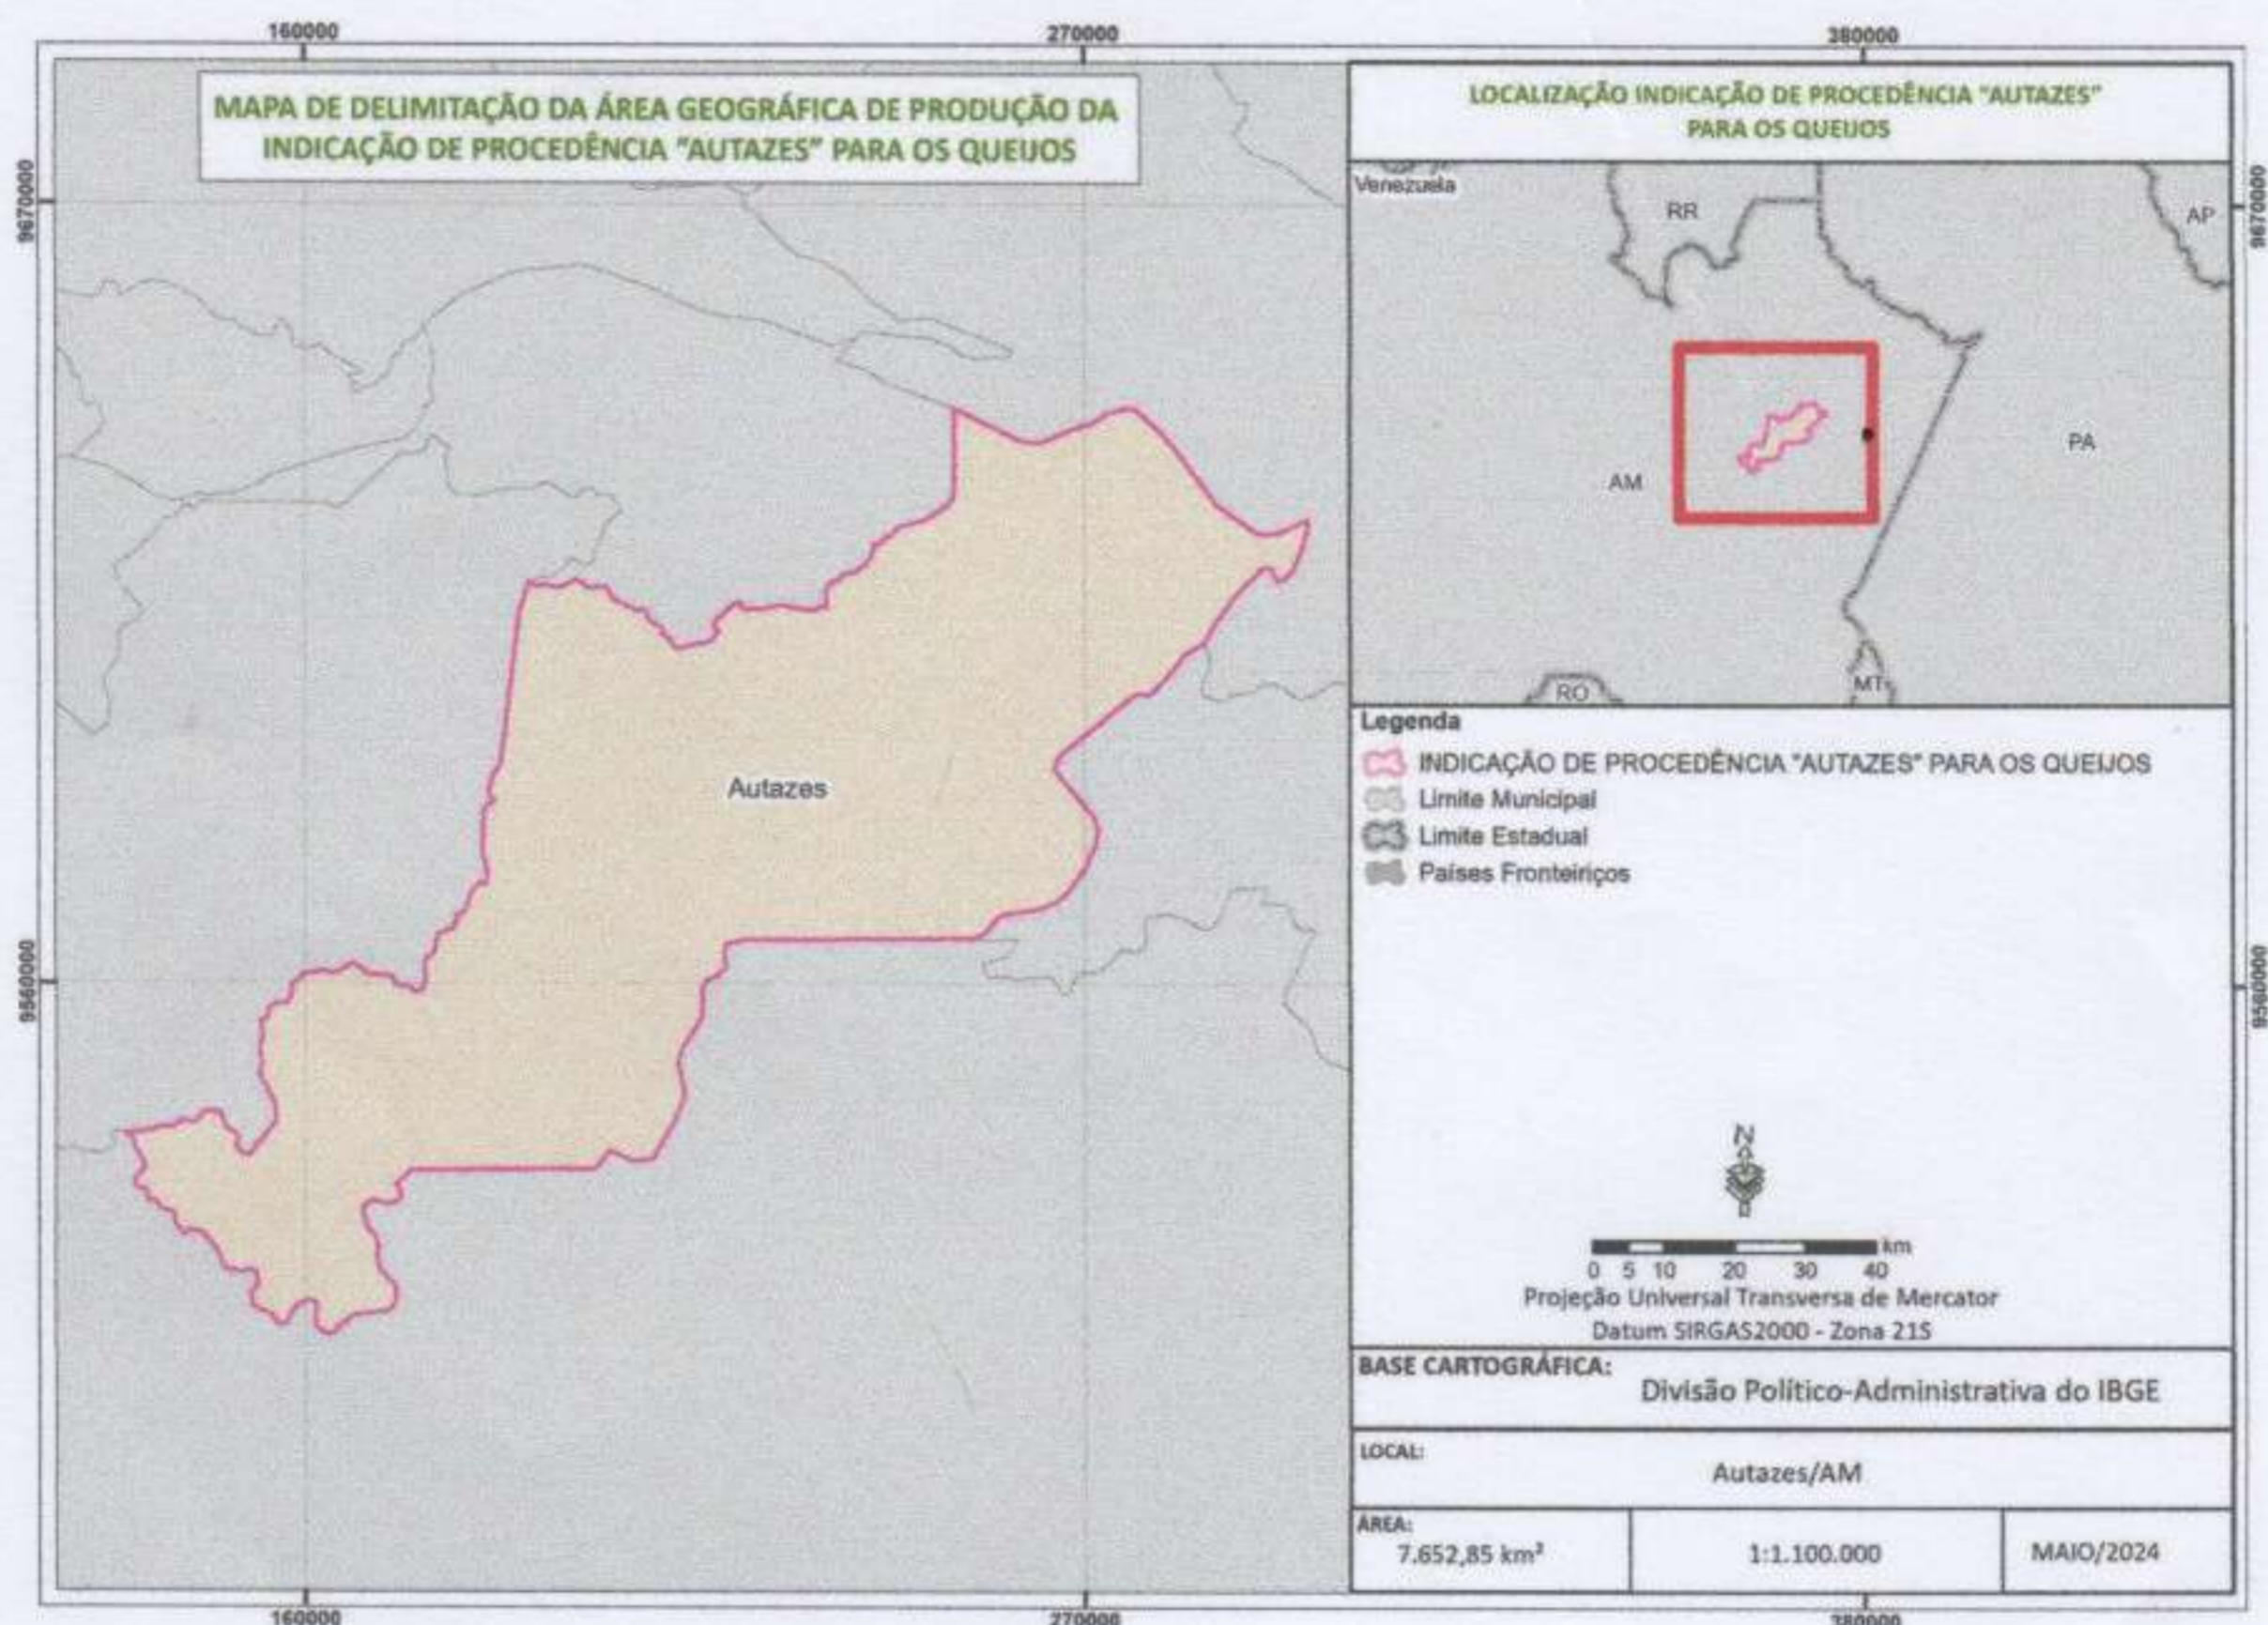 160000
270000
380000
MAPA DE DELIMITAÇÃO DA ÁREA GEOGRÁFICA DE PRODUÇÃO DA
INDICAÇÃO DE PROCEDÊNCIA "AUTAZES" PARA OS QUEIJOS
9670000
9560000
Autazes
LOCALIZAÇÃO INDICAÇÃO DE PROCEDÊNCIA "AUTAZES"
PARA OS QUEIJOS
9670000
Venezuela
RR
AP
AM
PA
RO
MT
Legenda
INDICAÇÃO DE PROCEDÊNCIA "AUTAZES" PARA OS QUEIJOS
Limite Municipal
Limite Estadual
Países Fronteiriços
9560000
N
km
0 5 10 20 30 40
Projeção Universal Transversa de Mercator
Datum SIRGAS2000 - Zona 21S
BASE CARTOGRÁFICA:
Divisão Político-Administrativa do IBGE
LOCAL:
Autazes/AM
ÁREA:
7.652,85 km²
1:1.100.000
MAIO/2024
160000
270000
380000